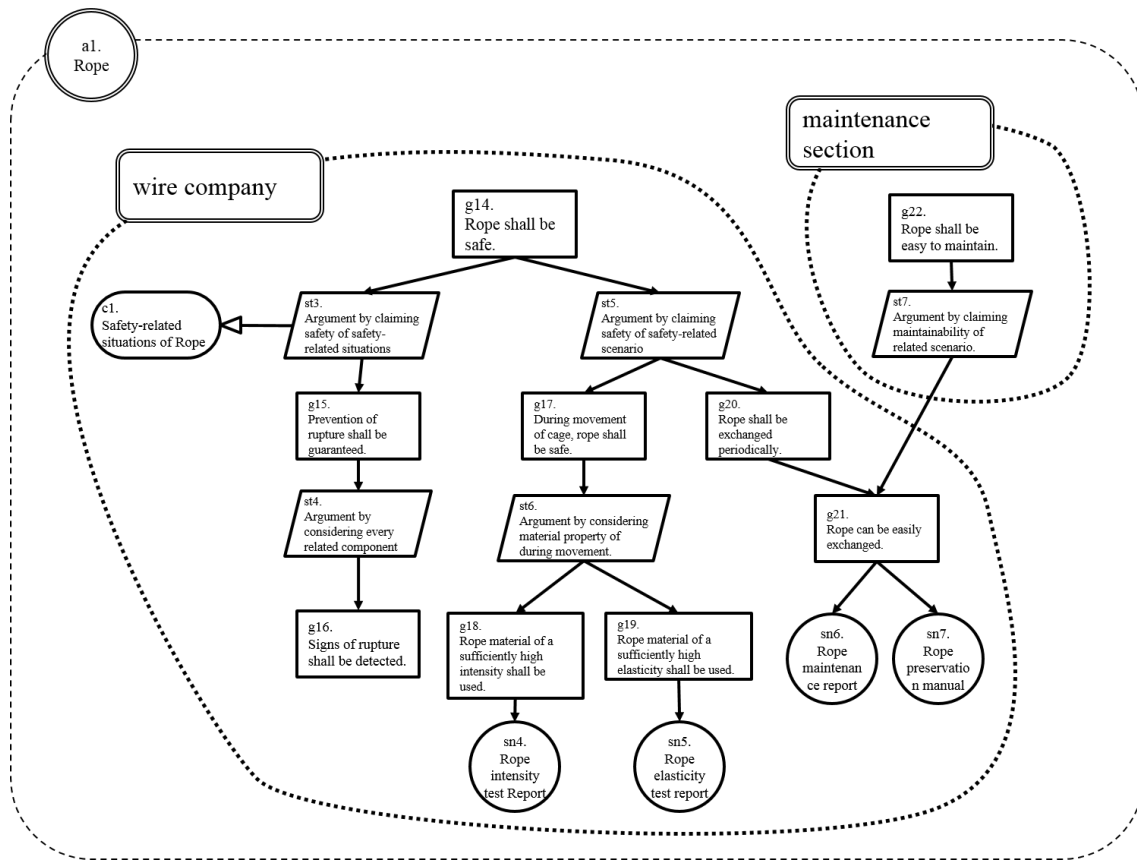 a1.
Rope
maintenance
section
wire company
g14.
Rope shall be
safe.
g22.
Rope shall be
easy to maintain.
c1.
Safety-related
situations of Rope
st3.
Argument by claiming
safety of safety-
related situations
st5.
Argument by claiming
safety of safety-related
scenario
st7.
Argument by claiming
maintainability of
related scenario.
g15.
Prevention of
rupture shall be
guaranteed.
g17.
During movement
of cage, rope shall
be safe.
g20.
Rope shall be
exchanged
periodically.
st4.
Argument by
considering every
related component
st6.
Argument by considering
material property of
during movement.
g21.
Rope can be easily
exchanged.
g16.
Signs of rupture
shall be detected.
g18.
Rope material of a
sufficiently high
intensity shall be
used.
g19.
Rope material of a
sufficiently high
elasticity shall be used.
sn6.
Rope
maintenan
ce report
sn7.
Rope
preservatio
n manual
sn4.
Rope
intensity
test Report
sn5.
Rope
elasticity
test report